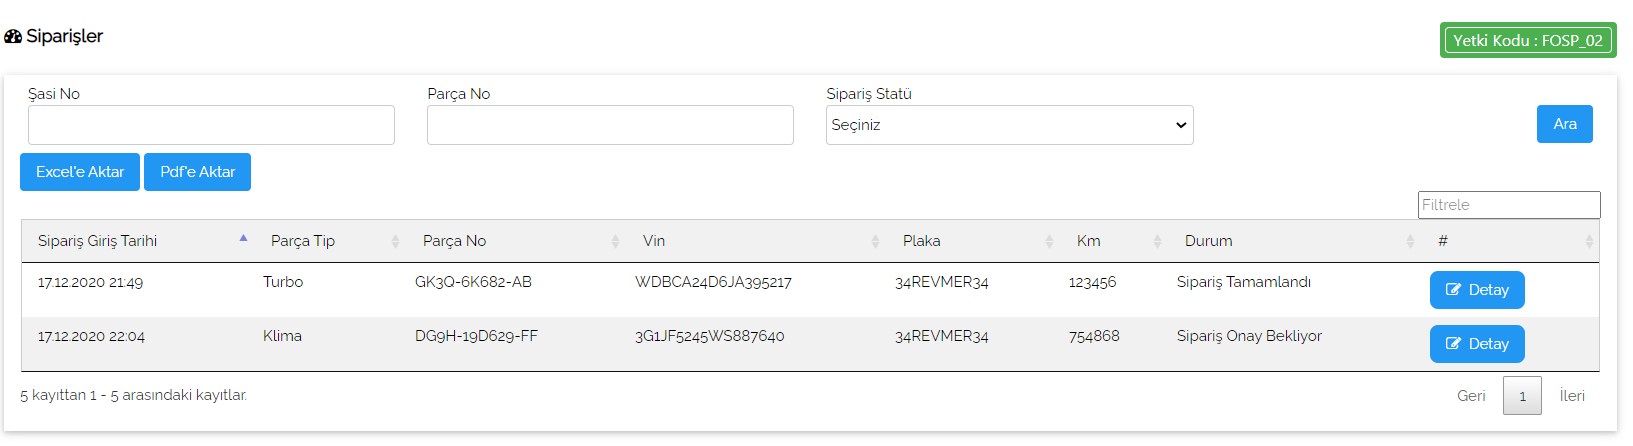 Siparişler
Yetki Kodu : FOSP_02
Şasi No
Parça No
Sipariş Statü
Seçiniz
Ara
Excel'e Aktar
Pdf'e Aktar
Filtrele
Sipariş Giriş Tarihi Parça Tip Parça No Vin Plaka Km Durum #
17.12.2020 21:49 Turbo GK3Q-6K682-AB WDBCA24D6JA395217 34REVMER34 123456 Sipariş Tamamlandı Detay
17.12.2020 22:04 Klima DG9H-19D629-FF 3G1JF5245WS887640 34REVMER34 754868 Sipariş Onay Bekliyor Detay
5 kayıttan 1 - 5 arasındaki kayıtlar.
Geri 1 İleri